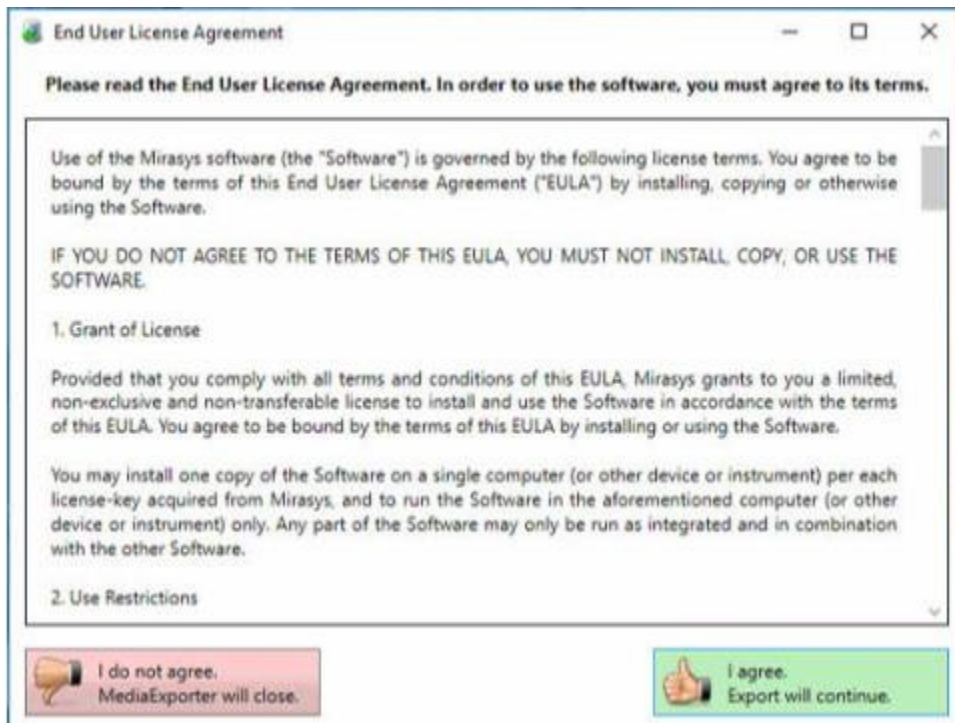 End User License Agreement
Please read the End User License Agreement. In order to use the software, you must agree to its terms.
Use of the Mirasys software (the "Software") is governed by the following license terms. You agree to be
bound by the terms of this End User License Agreement ("EULA") by installing, copying or otherwise
using the Software.
IF YOU DO NOT AGREE TO THE TERMS OF THIS EULA, YOU MUST NOT INSTALL, COPY, OR USE THE
SOFTWARE.
1. Grant of License
Provided that you comply with all terms and conditions of this EULA, Mirasys grants to you a limited,
non-exclusive and non-transferable license to install and use the Software in accordance with the terms
of this EULA. You agree to be bound by the terms of this EULA by installing or using the Software.
You may install one copy of the Software on a single computer (or other device or instrument) per each
license-key acquired from Mirasys, and to run the Software in the aforementioned computer (or other
device or instrument) only. Any part of the Software may only be run as integrated and in combination
with the other Software.
2. Use Restrictions
I do not agree.
MediaExporter will close.
I agree.
Export will continue.